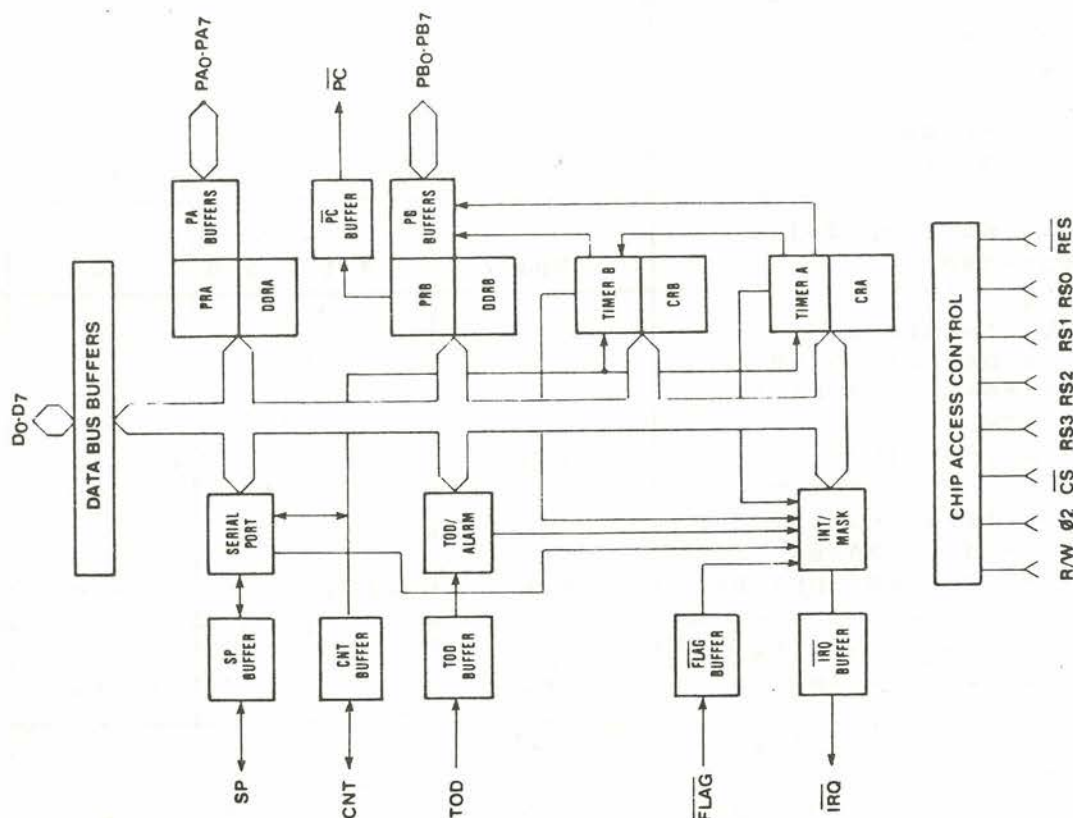 D0-D7
DATA BUS BUFFERS
PA0-PA7
PA
BUFFERS
PRA
DDRA
PC
PC
BUFFER
PB0-PB7
PB
BUFFERS
PRB
DDRB
TIMER B
CRB
TIMER A
CRA
SERIAL
PORT
TOD/
ALARM
INT/
MASK
SP
BUFFER
CNT
BUFFER
TOD
BUFFER
FLAG
BUFFER
IRQ
BUFFER
SP
CNT
TOD
FLAG
IRQ
CHIP ACCESS CONTROL
R/W Ø2 CS RS3 RS2 RS1 RS0 RES